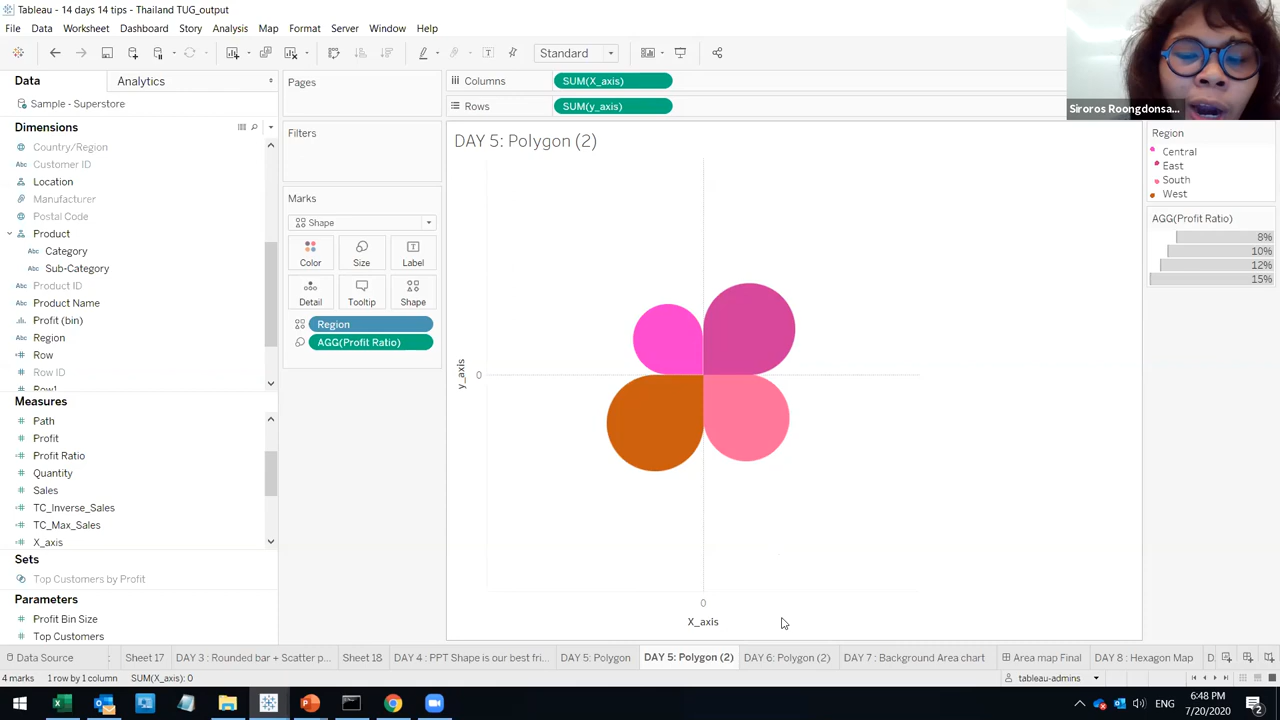 Tableau - 14 days 14 tips - Thailand TUG_output
File Data Worksheet Dashboard Story Analysis Map Format Server Window Help
Standard
Data Analytics
Sample - Superstore
Dimensions
Country/Region
Customer ID
Location
Manufacturer
Postal Code
Product
Abc Category
Abc Sub-Category
Product ID
Abc Product Name
Profit (bin)
Abc Region
Row
Row ID
Row1
Measures
Path
Profit
Profit Ratio
Quantity
Sales
TC_Inverse_Sales
TC_Max_Sales
X_axis
Sets
Top Customers by Profit
Parameters
Profit Bin Size
Top Customers
Pages
Filters
Marks
Shape
Color Size Label
Detail Tooltip Shape
Region
AGG(Profit Ratio)
Columns SUM(X_axis)
Rows SUM(y_axis)
DAY 5: Polygon (2)
y_axis
0
0
X_axis
Siroros Roongdonsa...
Region
Central
East
South
West
AGG(Profit Ratio)
8%
10%
12%
15%
Data Source Sheet 17 DAY 3 : Rounded bar + Scatter p... Sheet 18 DAY 4 : PPT Shape is our best fri... DAY 5: Polygon DAY 5: Polygon (2) DAY 6: Polygon (2) DAY 7 : Background Area chart Area map Final DAY 8 : Hexagon Map D
4 marks 1 row by 1 column SUM(X_axis): 0 tableau-admins
ENG 6:48 PM
7/20/2020 2